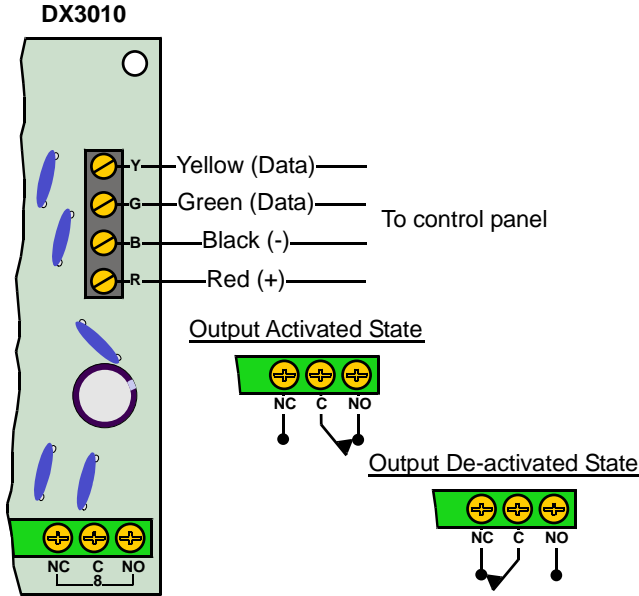 DX3010
Y Yellow (Data)
G Green (Data)
To control panel
B Black (-)
R Red (+)
Output Activated State
NC C NO
Output De-activated State
NC C NO
NC C NO
8